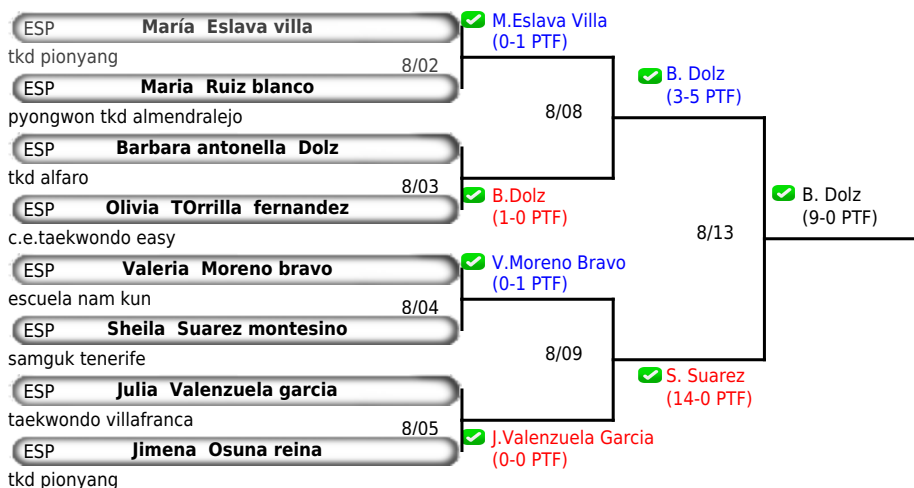 ESP María Eslava villa
tkd pionyang
8/02
ESP Maria Ruiz blanco
pyongwon tkd almendralejo
ESP Barbara antonella Dolz
tkd alfaro
8/03
ESP Olivia TOrrilla fernandez
c.e.taekwondo easy
ESP Valeria Moreno bravo
escuela nam kun
8/04
ESP Sheila Suarez montesino
samguk tenerife
ESP Julia Valenzuela garcia
taekwondo villafranca
8/05
ESP Jimena Osuna reina
tkd pionyang
M.Eslava Villa
(0-1 PTF)
8/08
B.Dolz
(1-0 PTF)
V.Moreno Bravo
(0-1 PTF)
8/09
J.Valenzuela Garcia
(0-0 PTF)
B. Dolz
(3-5 PTF)
8/13
S. Suarez
(14-0 PTF)
B. Dolz
(9-0 PTF)